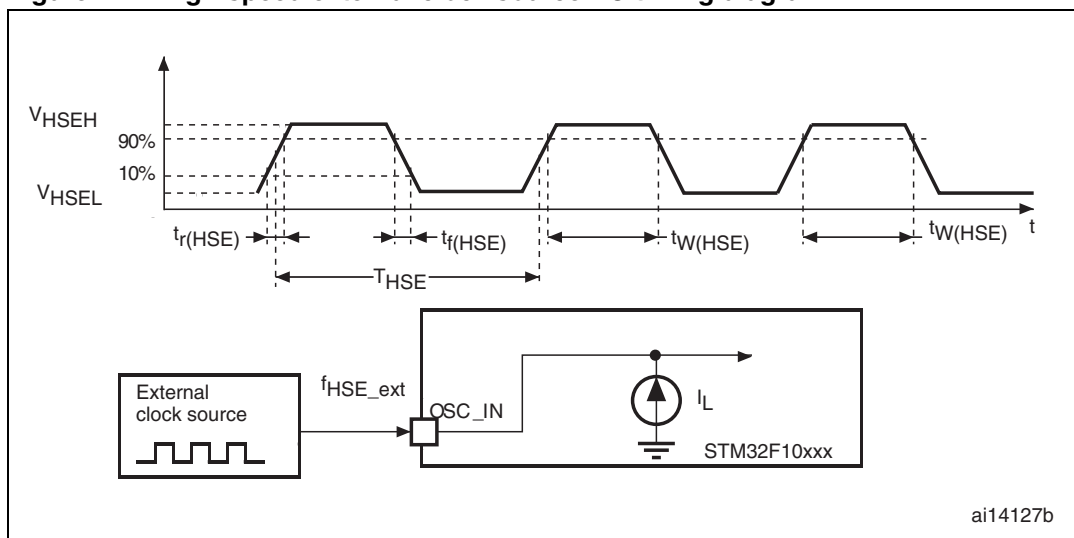 V_HSEH
90%
10%
V_HSEL
t_r(HSE)
t_f(HSE)
t_W(HSE)
t_W(HSE)
t
T_HSE
External
clock source
f_HSE_ext
OSC_IN
I_L
STM32F10xxx
ai14127b